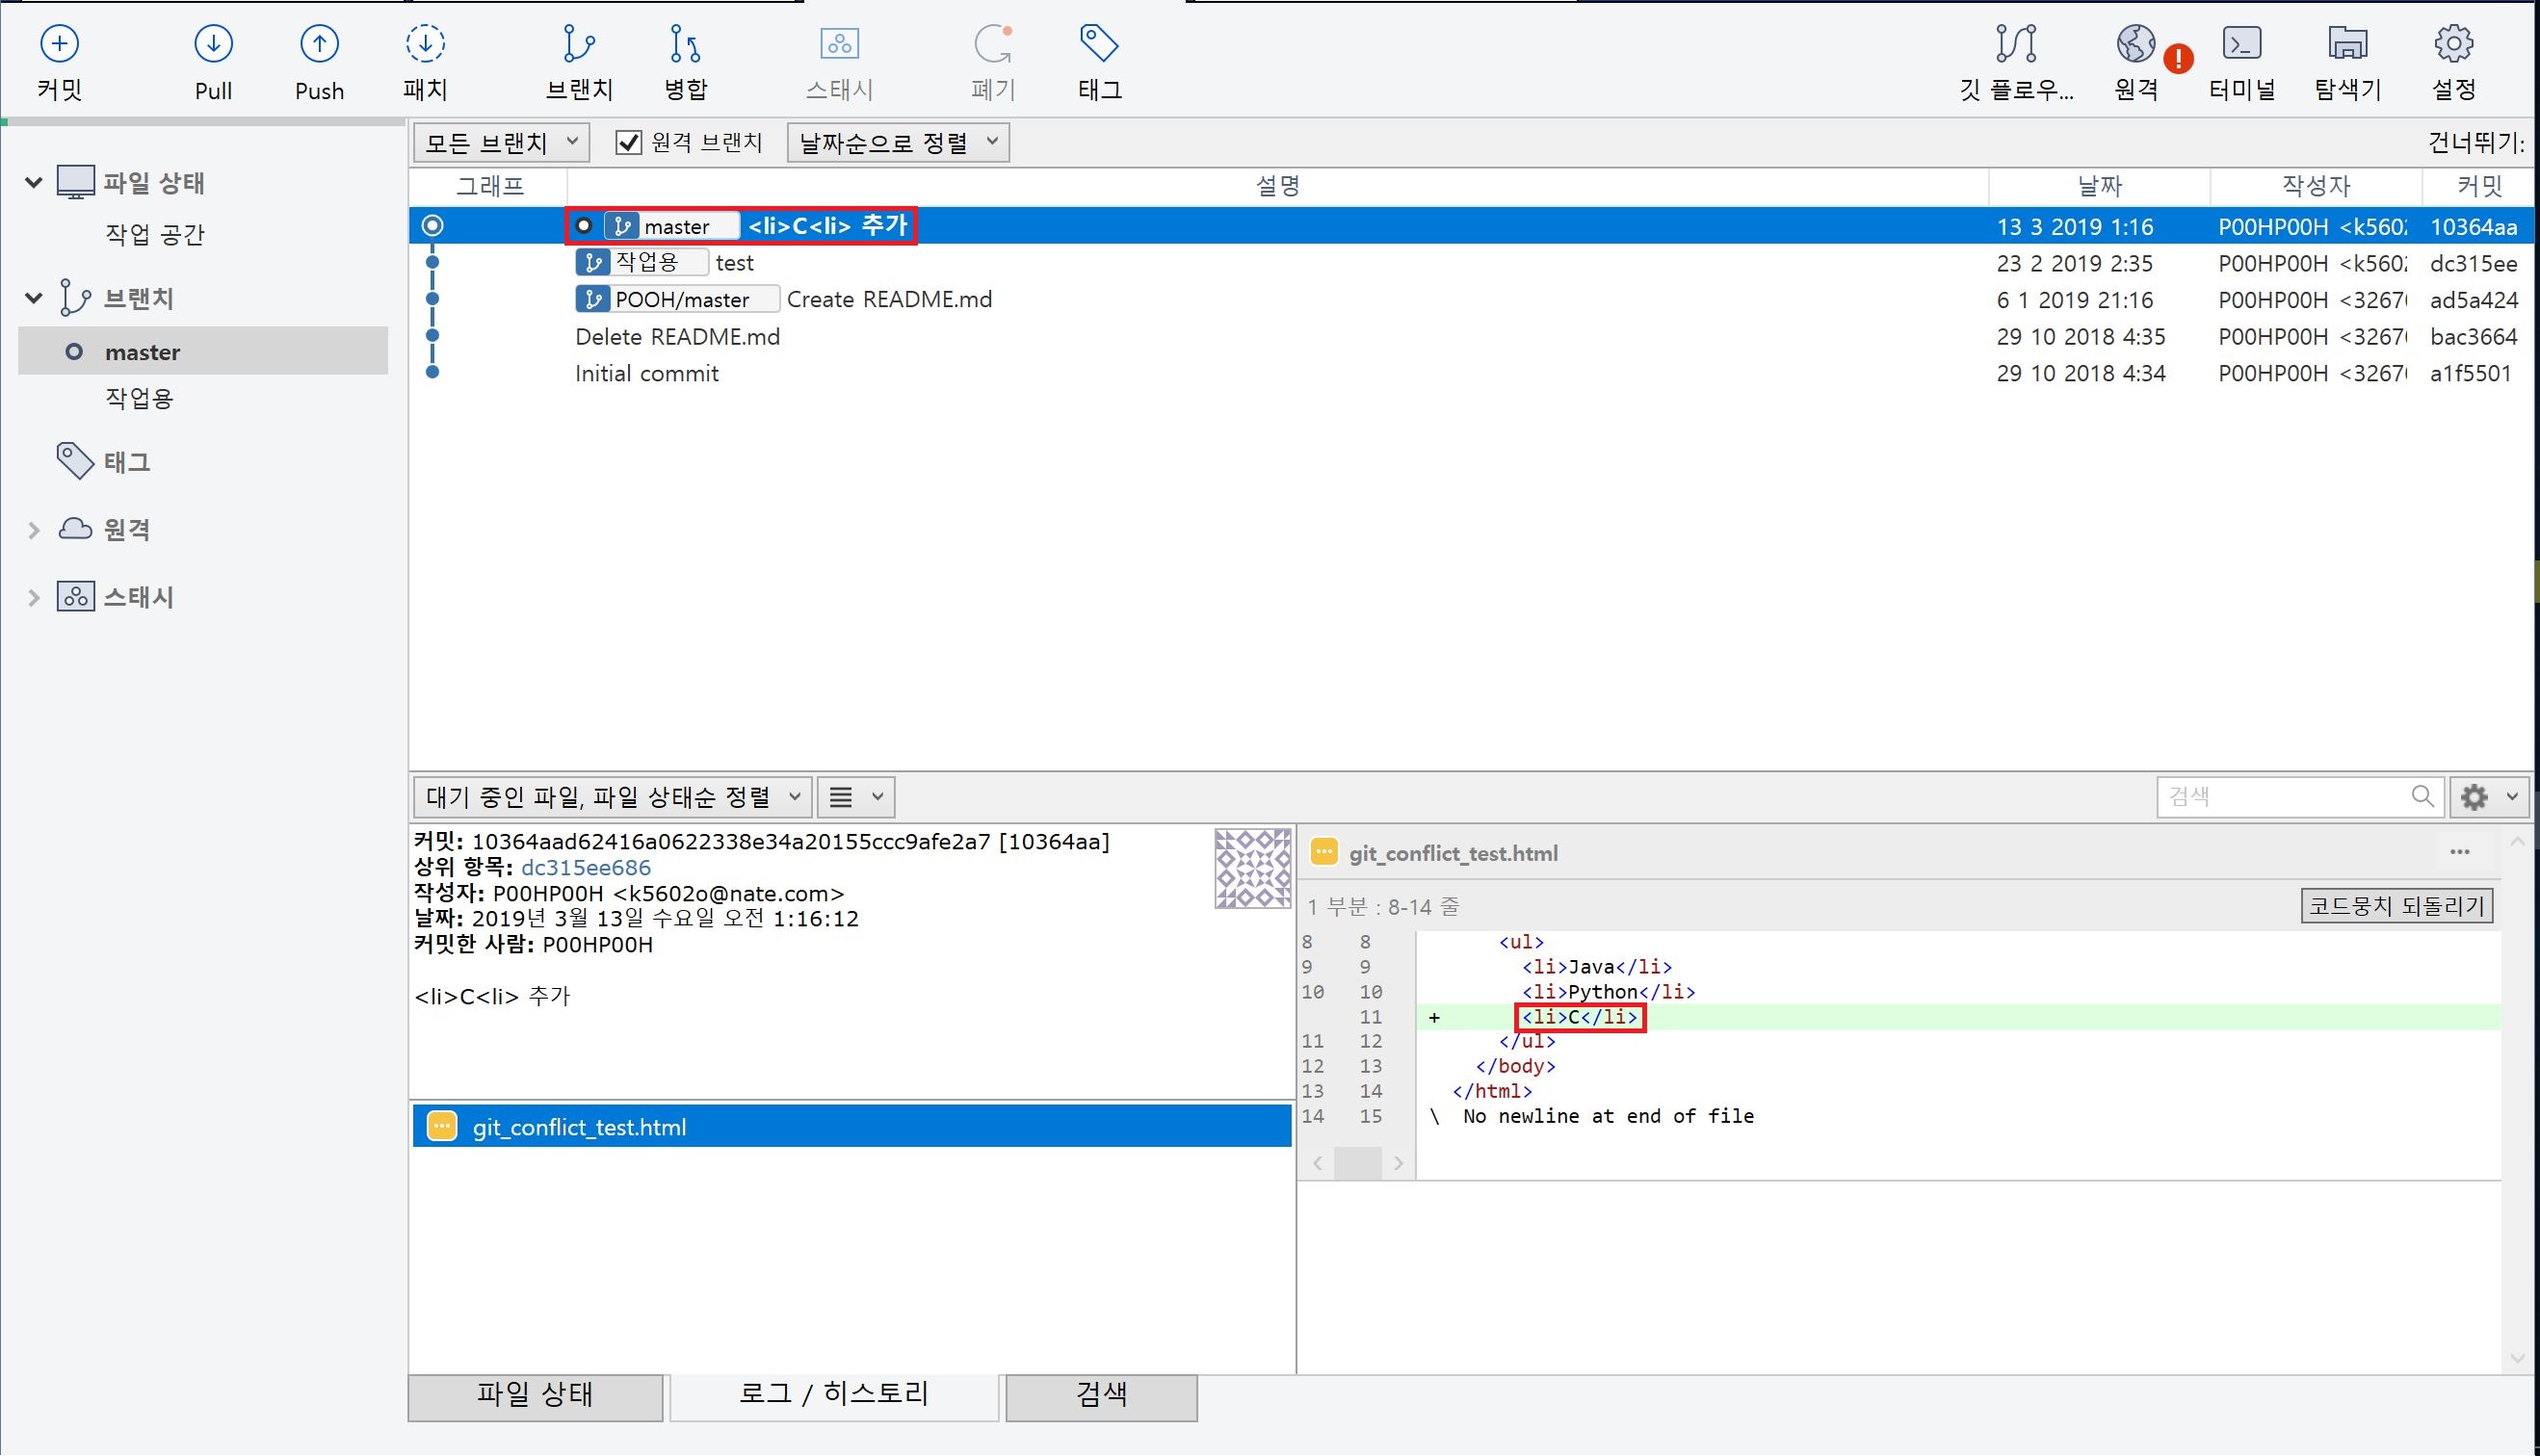 커밋 Pull Push 패치 브랜치 병합 스태시 폐기 태그 깃 플로우... 원격 터미널 탐색기 설정
파일 상태
작업 공간
브랜치
master
작업용
태그
원격
스태시
모든 브랜치 원격 브랜치 날짜순으로 정렬 건너뛰기:
그래프 설명 날짜 작성자 커밋
master <li>C<li> 추가 13 3 2019 1:16 P00HP00H <k560 10364aa
작업용 test 23 2 2019 2:35 P00HP00H <k560 dc315ee
POOH/master Create README.md 6 1 2019 21:16 P00HP00H <3267 ad5a424
Delete README.md 29 10 2018 4:35 P00HP00H <3267 bac3664
Initial commit 29 10 2018 4:34 P00HP00H <3267 a1f5501
대기 중인 파일, 파일 상태순 정렬 검색
커밋: 10364aad62416a0622338e34a20155ccc9afe2a7 [10364aa]
상위 항목: dc315ee686
작성자: P00HP00H <k5602o@nate.com>
날짜: 2019년 3월 13일 수요일 오전 1:16:12
커밋한 사람: P00HP00H
<li>C<li> 추가
git_conflict_test.html
git_conflict_test.html
1 부분 : 8-14 줄 코드뭉치 되돌리기
8 8 <ul>
9 9 <li>Java</li>
10 10 <li>Python</li>
11 + <li>C</li>
11 12 </ul>
12 13 </body>
13 14 </html>
14 15 \ No newline at end of file
파일 상태 로그 / 히스토리 검색